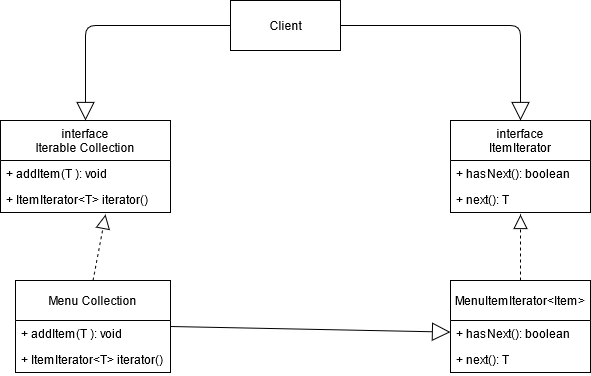 Client
interface
Iterable Collection
+ addItem(T ): void
+ ItemIterator<T> iterator()
interface
ItemIterator
+ hasNext(): boolean
+ next(): T
Menu Collection
+ addItem(T ): void
+ ItemIterator<T> iterator()
MenuItemIterator<Item>
+ hasNext(): boolean
+ next(): T